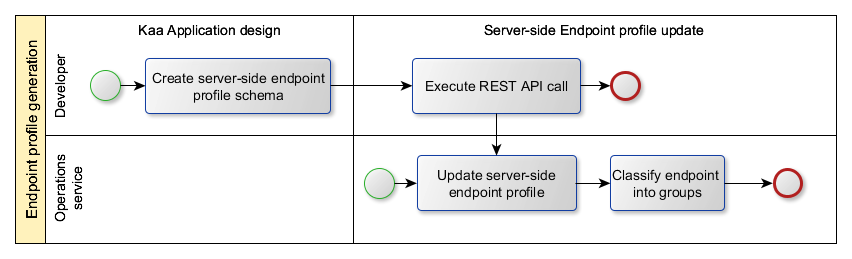 Endpoint profile generation
Kaa Application design
Server-side Endpoint profile update
Developer
Create server-side endpoint
profile schema
Execute REST API call
Operations
service
Update server-side
endpoint profile
Classify endpoint
into groups